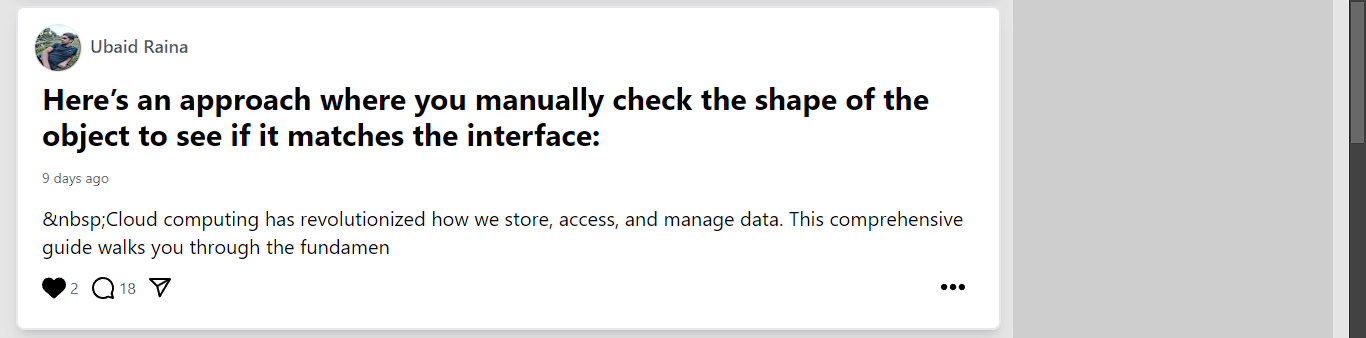 Ubaid Raina
Here’s an approach where you manually check the shape of the
object to see if it matches the interface:
9 days ago
&nbsp;Cloud computing has revolutionized how we store, access, and manage data. This comprehensive
guide walks you through the fundamen
2 18